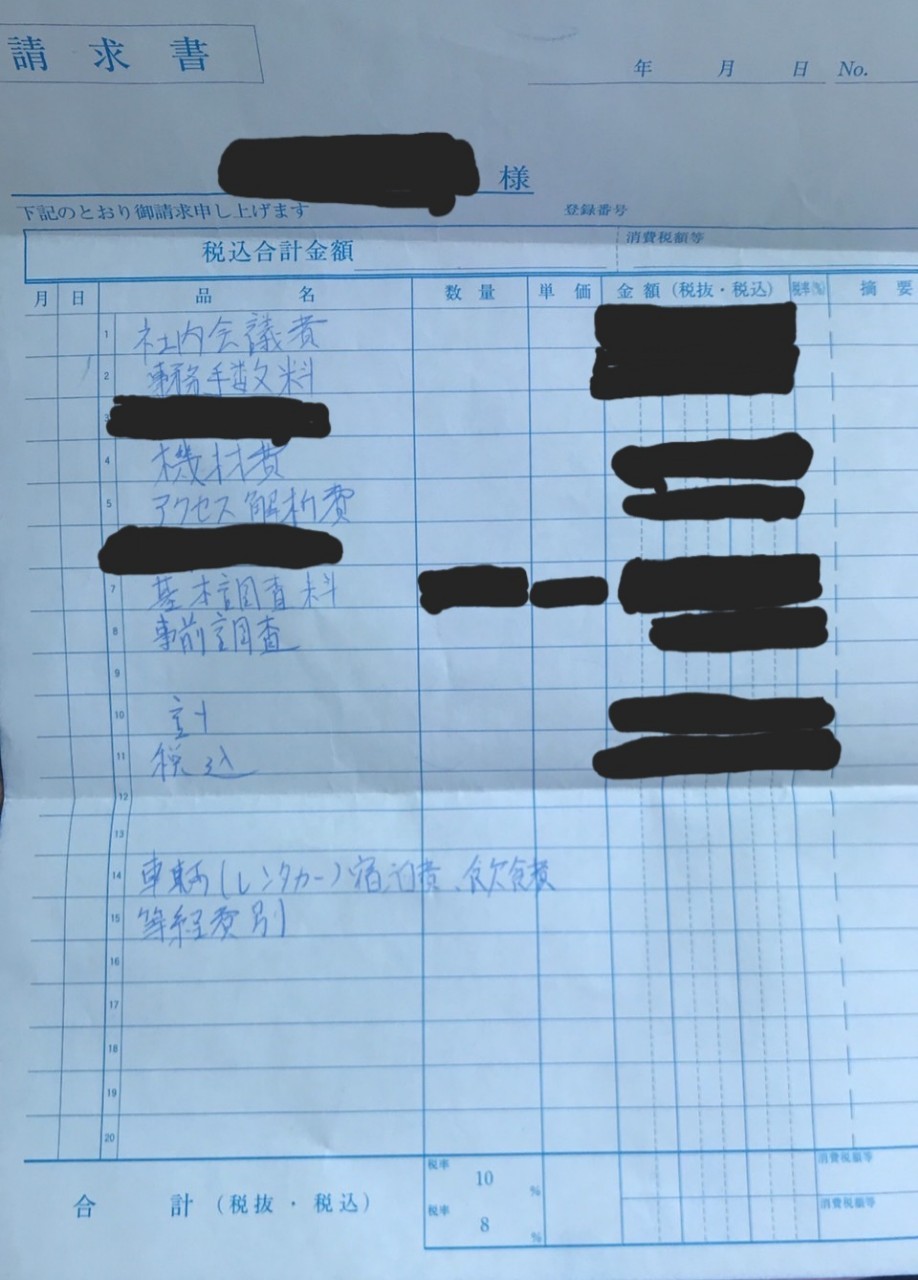 請求書
年 月 日 No.
様
下記のとおり御請求申し上げます 登録番号
税込合計金額 消費税額等
月 日 品 名 数量 単価 金額(税抜・税込) 税率(%) 摘要
1 社内会議費
2 事務手数料
4 機材費
5 アクセス解析費
7 基本調査料
8 事前調査
9
10 計
11 税込
12
13
14 車輌(レンタカー)宿泊費、飲食費
15 等経費別
16
17
18
19
20
合 計 (税抜・税込)
税率 10 % 消費税額等
税率 8 % 消費税額等